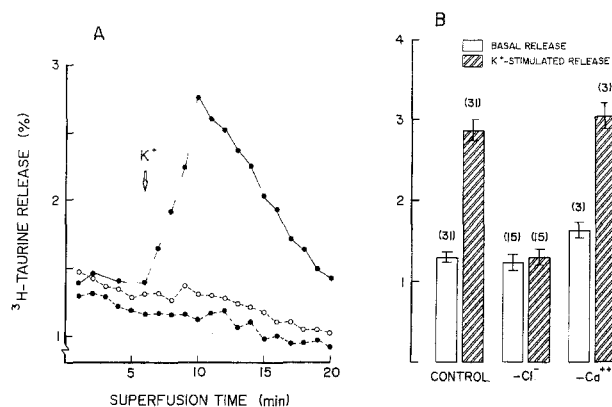 A
B
³H-TAURINE RELEASE (%)
3
2
1
K⁺
0
5
10
15
20
SUPERFUSION TIME (min)
BASAL RELEASE
K⁺-STIMULATED RELEASE
4
3
2
1
(31)
(31)
(15)
(15)
(3)
(3)
CONTROL
-Cl⁻
-Ca⁺⁺